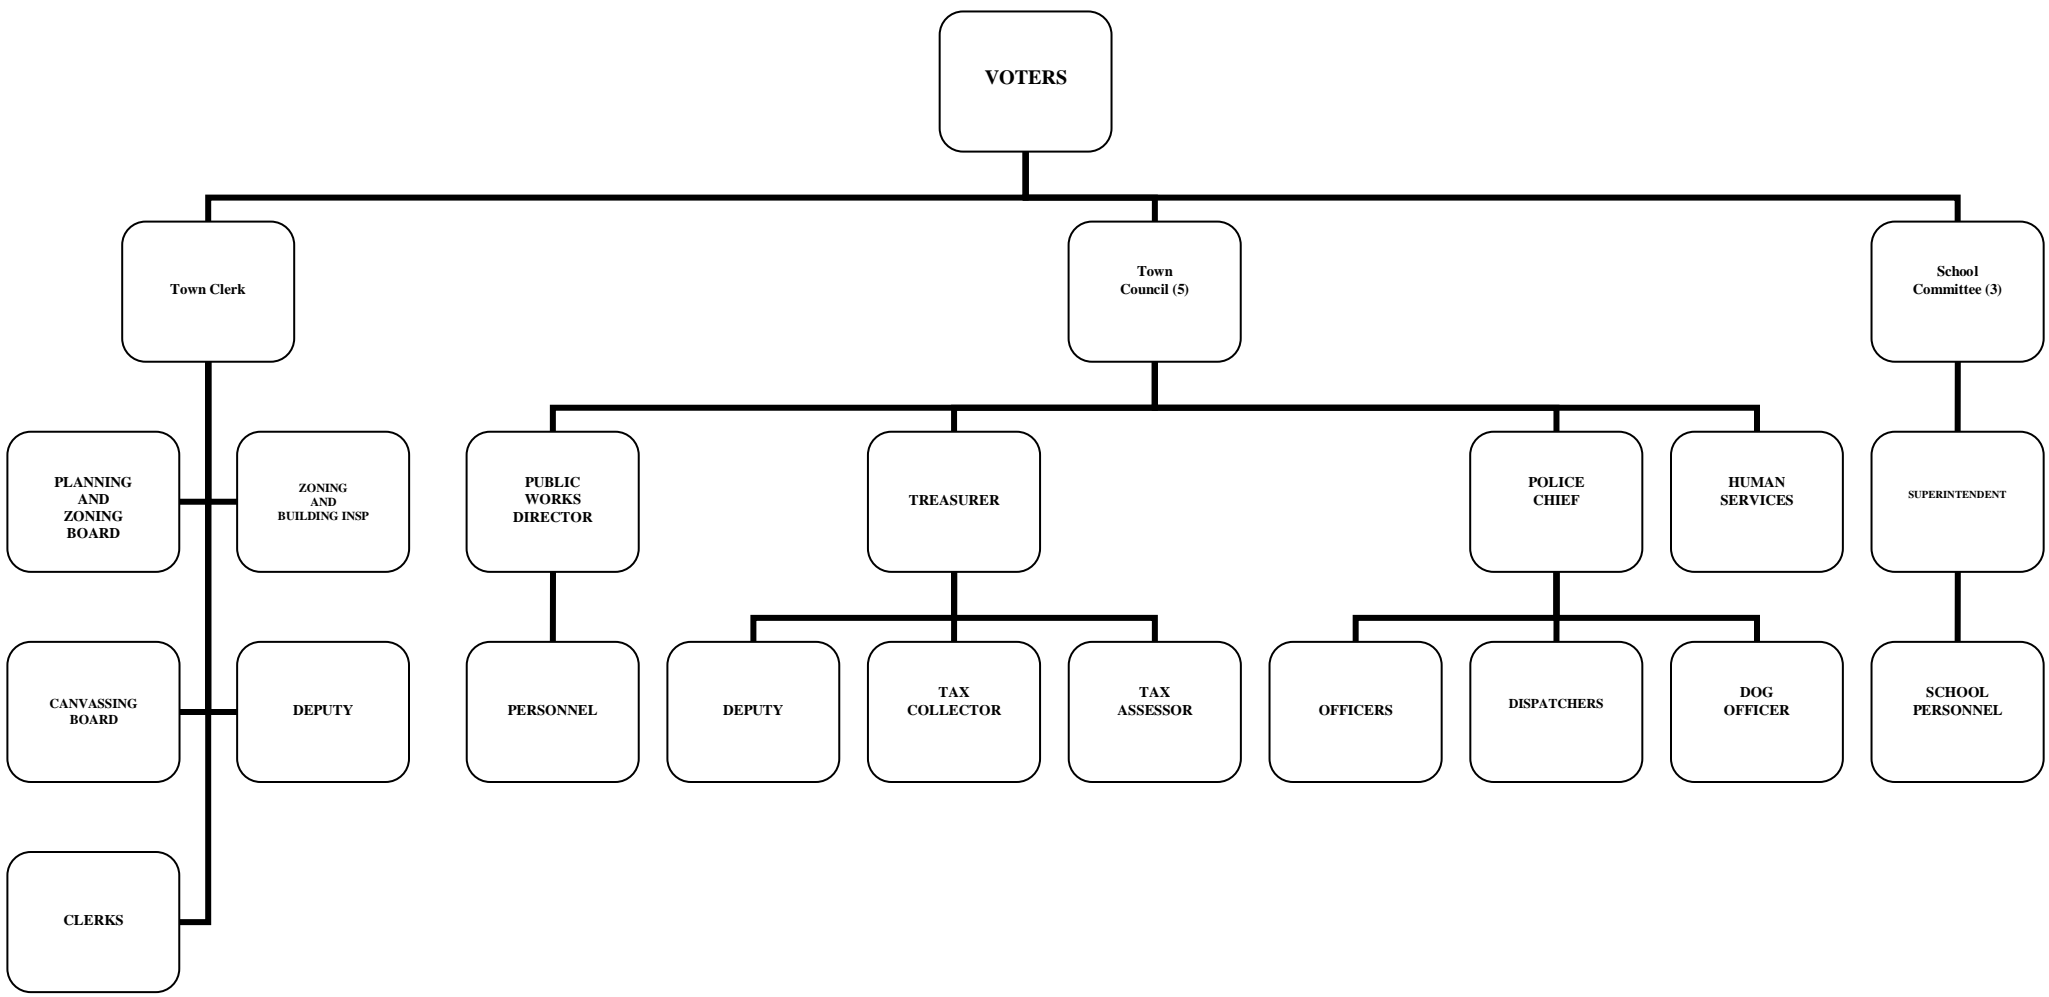 VOTERS
Town Clerk
Town
Council (5)
School
Committee (3)
PLANNING
AND
ZONING
BOARD
ZONING
AND
BUILDING INSP
PUBLIC
WORKS
DIRECTOR
TREASURER
POLICE
CHIEF
HUMAN
SERVICES
SUPERINTENDENT
CANVASSING
BOARD
DEPUTY
PERSONNEL
DEPUTY
TAX
COLLECTOR
TAX
ASSESSOR
OFFICERS
DISPATCHERS
DOG
OFFICER
SCHOOL
PERSONNEL
CLERKS